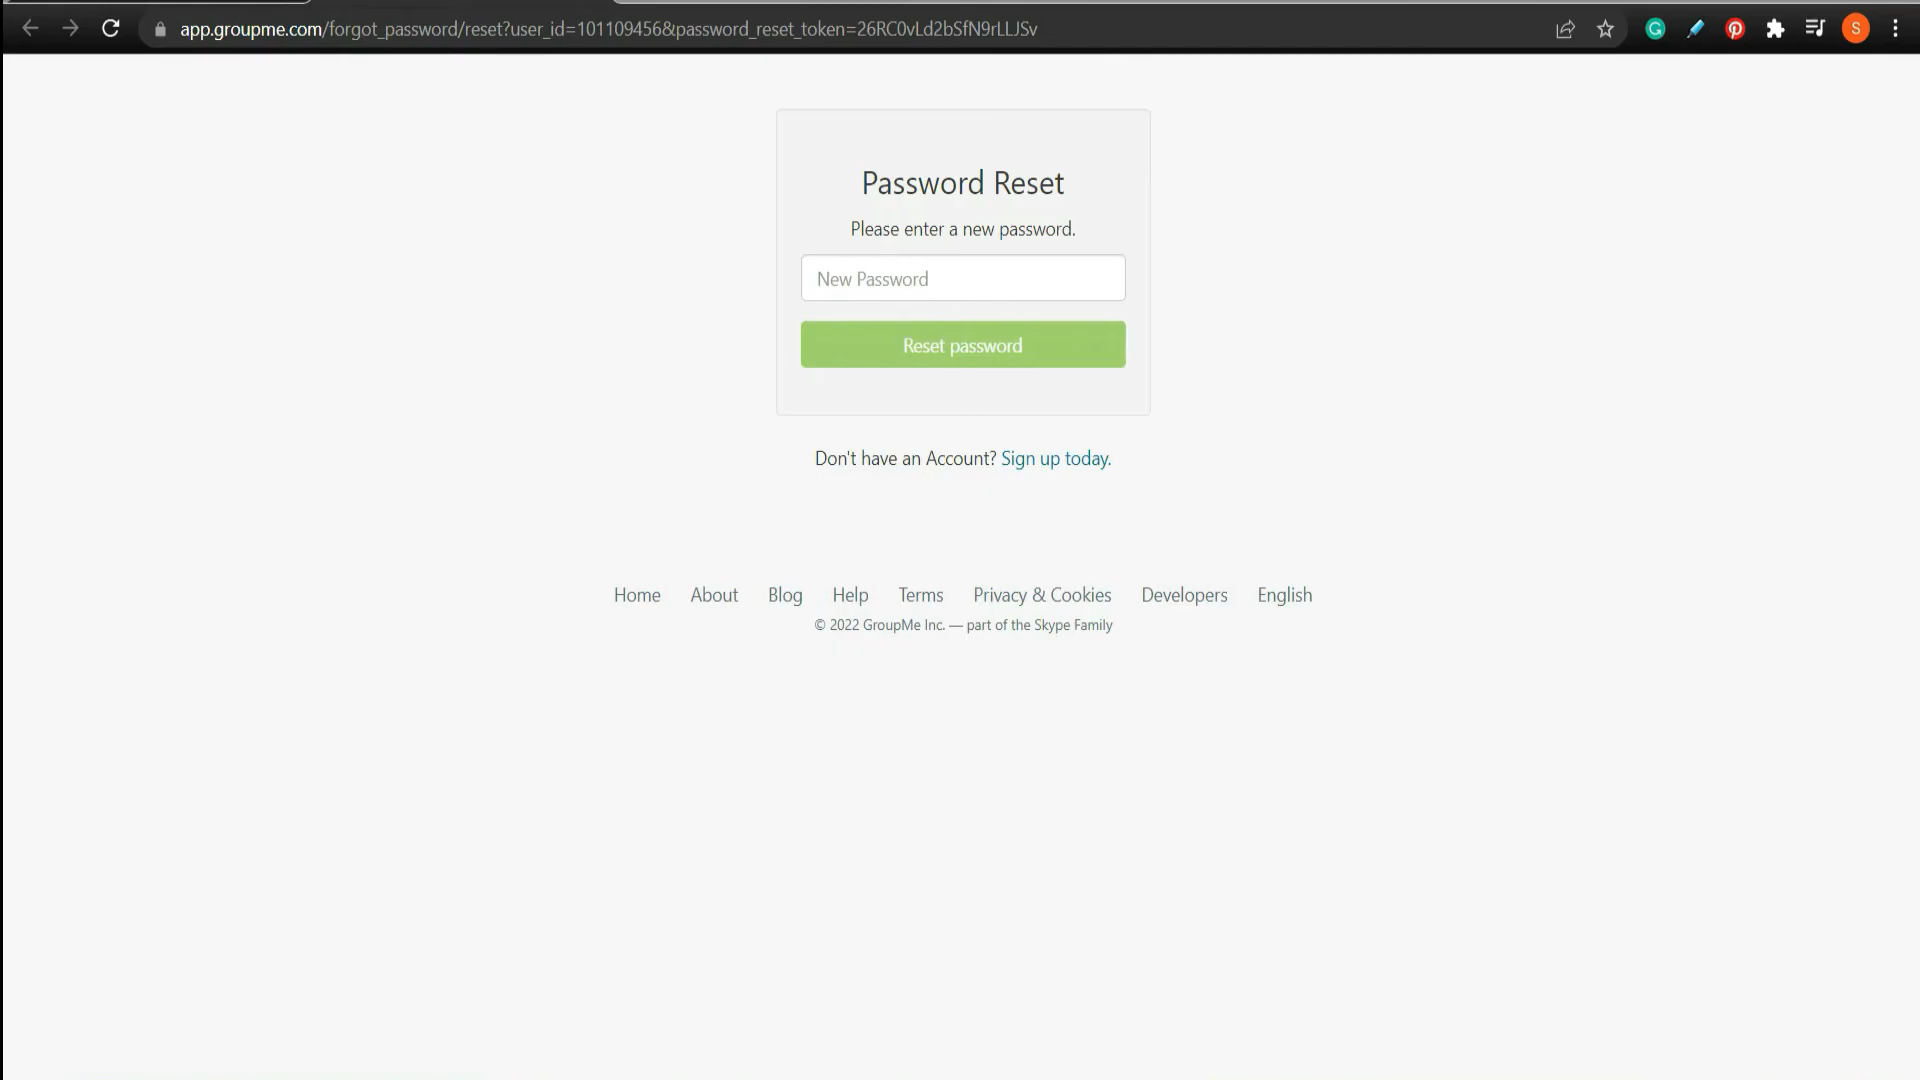 app.groupme.com/forgot_password/reset?user_id=101109456&password_reset_token=26RC0vLd2bSfN9rLLJSv
G
S
Password Reset
Please enter a new password.
New Password
Reset password
Don't have an Account? Sign up today.
Home About Blog Help Terms Privacy & Cookies Developers English
© 2022 GroupMe Inc. — part of the Skype Family